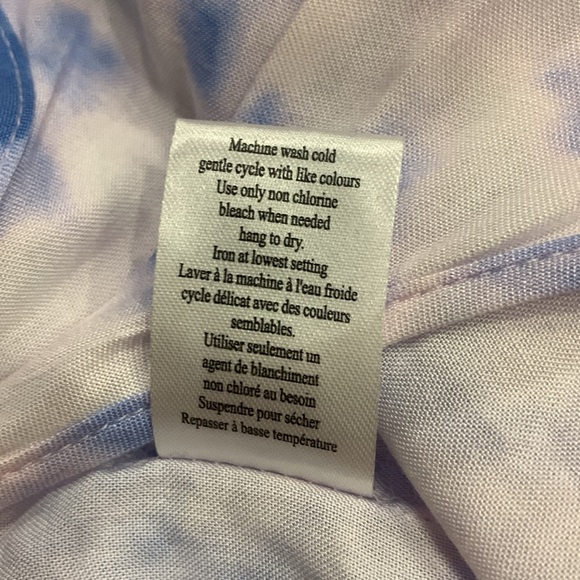 Machine wash cold
gentle cycle with like colours
Use only non chlorine
bleach when needed
hang to dry.
Iron at lowest setting
Laver à la machine à l'eau froide
cycle délicat avec des couleurs
semblables.
Utiliser seulement un
agent de blanchiment
non chloré au besoin
Suspendre pour sécher
Repasser à basse température